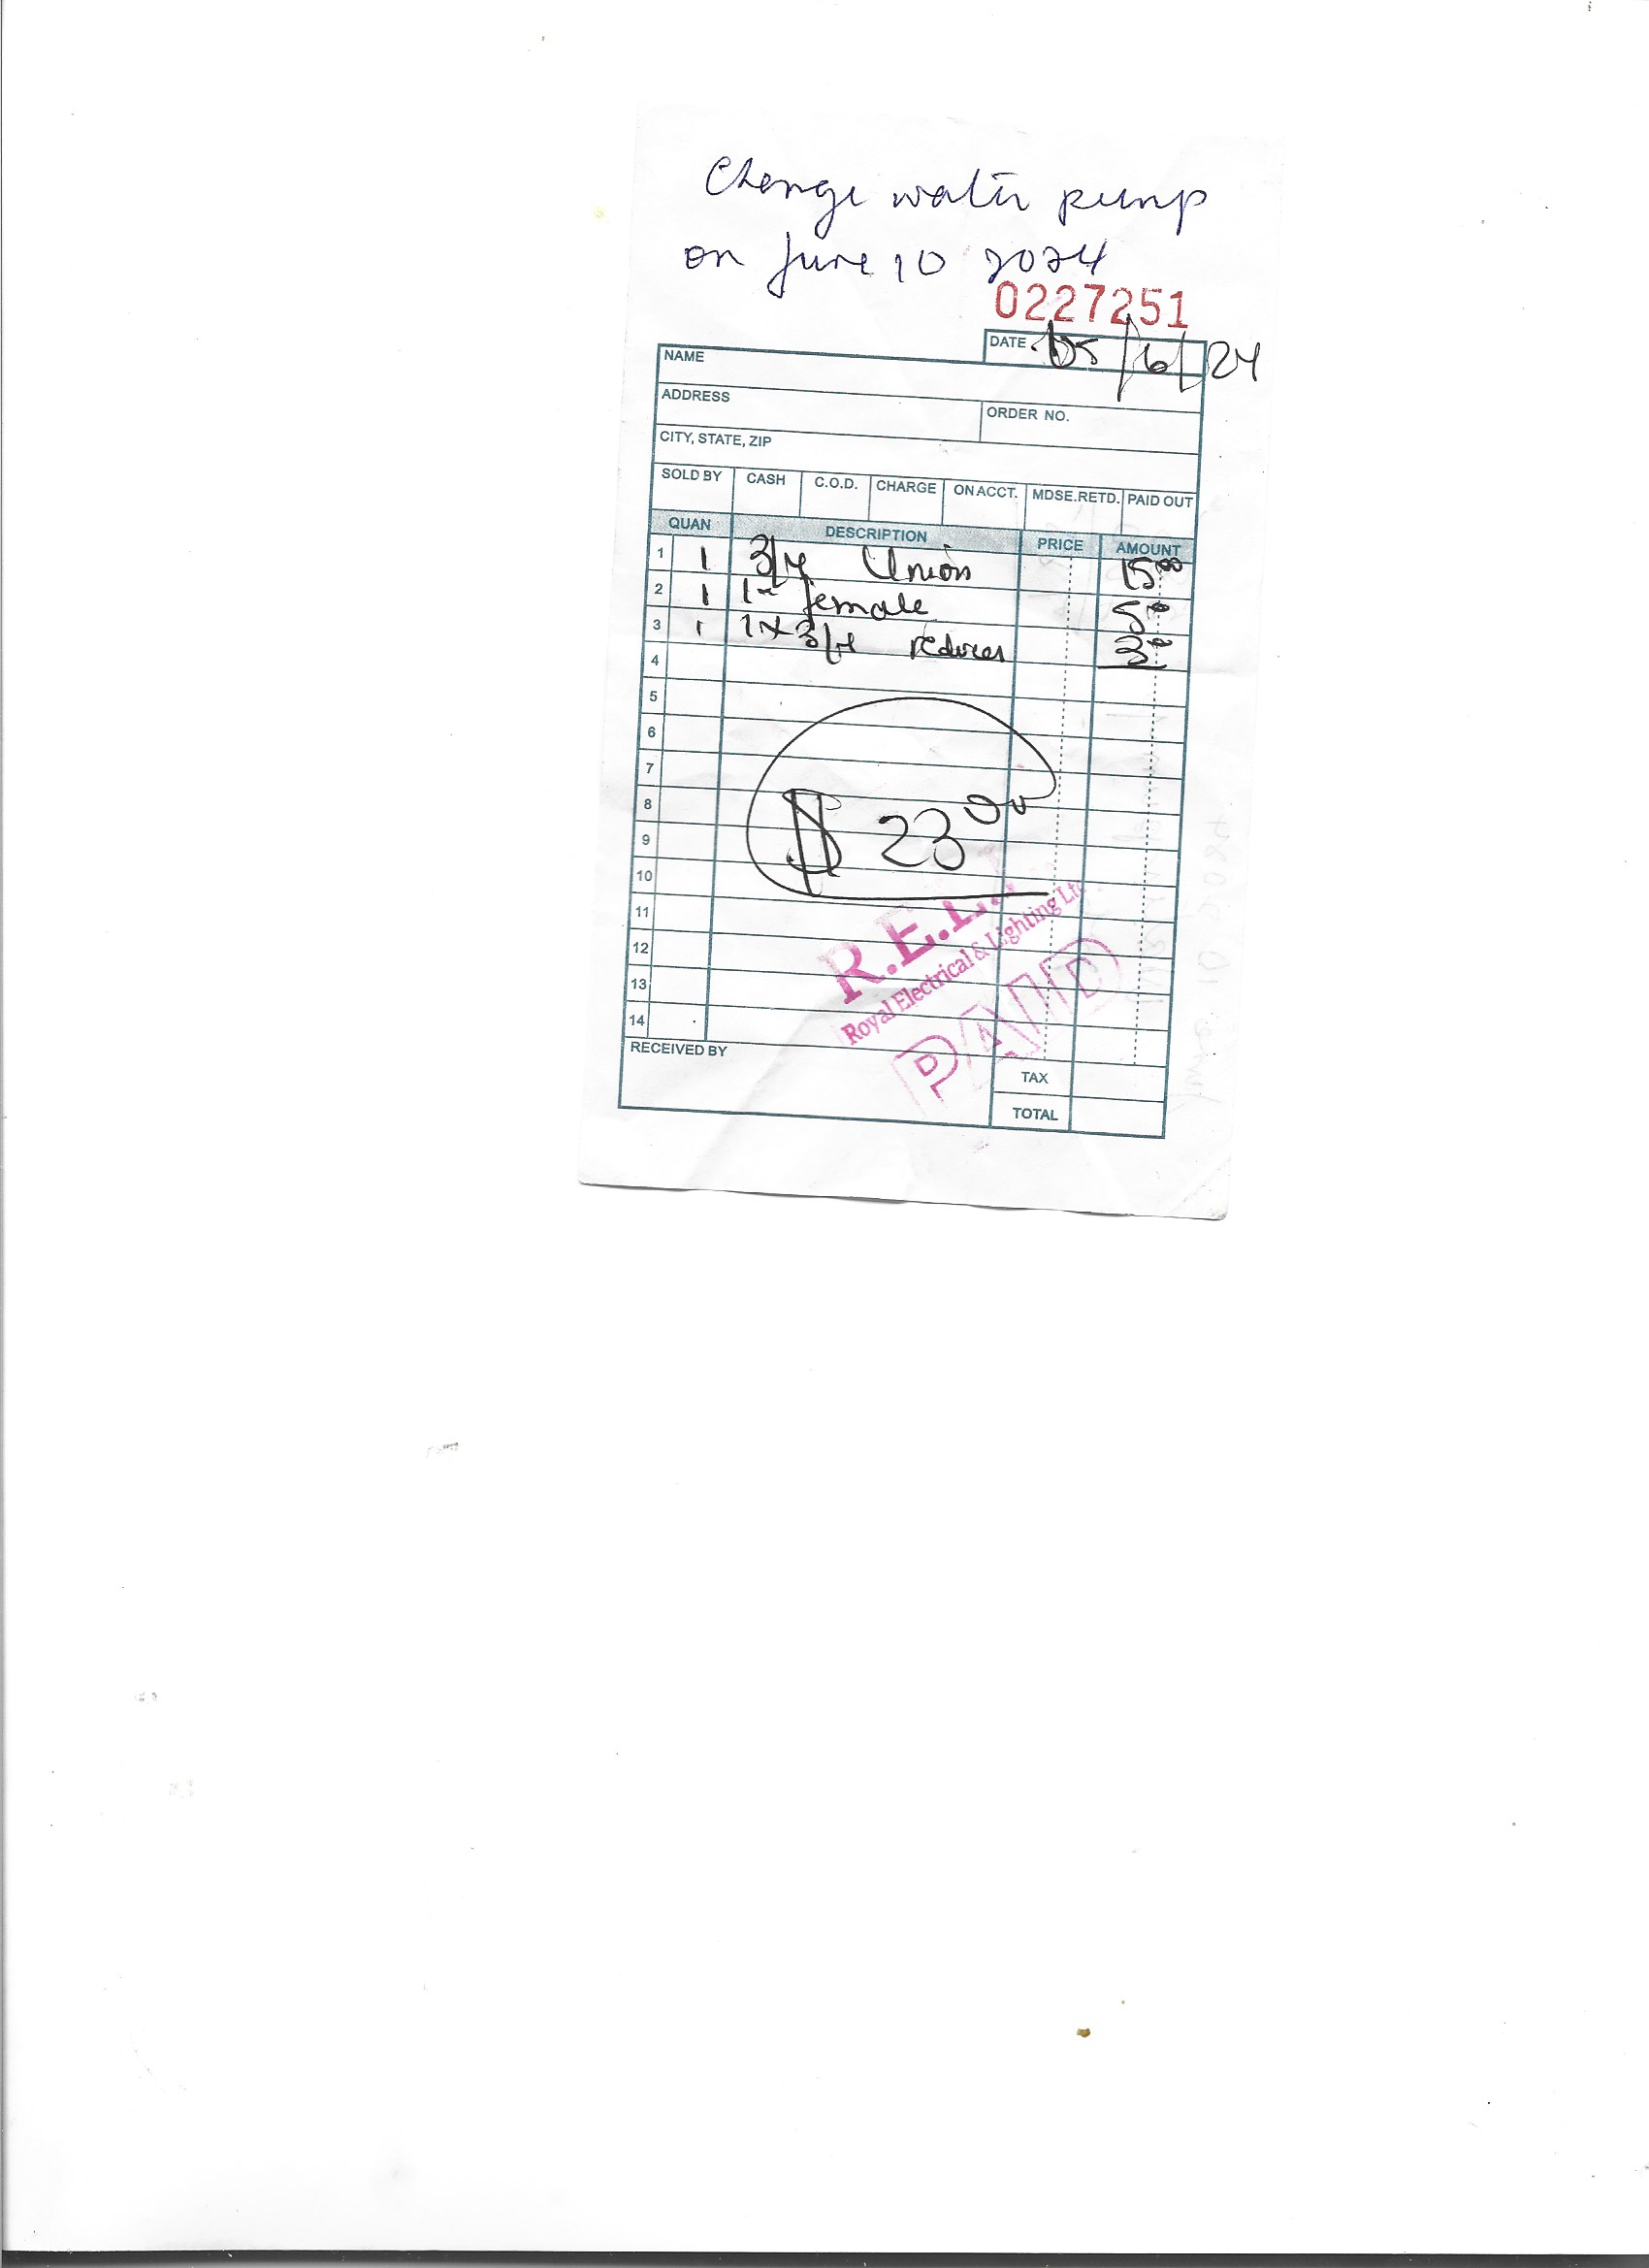 Change water pump
on June 10 2024
0227251
DATE 05/6/24
NAME
ADDRESS
ORDER NO.
CITY, STATE, ZIP
SOLD BY CASH C.O.D. CHARGE ON ACCT. MDSE.RETD. PAID OUT
QUAN DESCRIPTION PRICE AMOUNT
1 1 3/4 Union 15.00
2 1 1" female 5.00
3 1 1x3/4 reducer 3.00
4
5
6
7
8 $ 23.00
9
10
11
12
13
14
R.E.L.
Royal Electrical & Lighting Ltd
PAID
RECEIVED BY
TAX
TOTAL